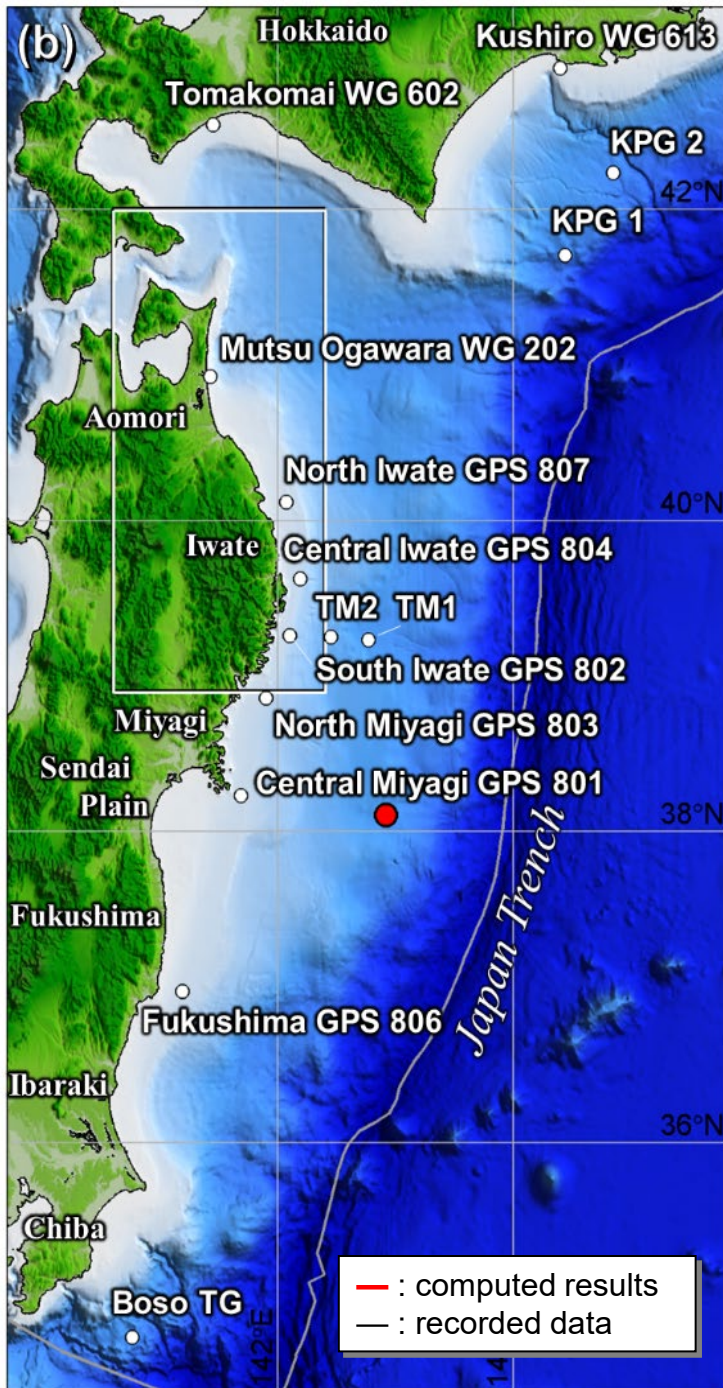 (b)
Hokkaido
Kushiro WG 613
Tomakomai WG 602
KPG 2
42°N
KPG 1
Mutsu Ogawara WG 202
Aomori
North Iwate GPS 807
40°N
Iwate
Central Iwate GPS 804
TM2 TM1
South Iwate GPS 802
Miyagi
North Miyagi GPS 803
Sendai
Plain
Central Miyagi GPS 801
38°N
Japan Trench
Fukushima
Fukushima GPS 806
Ibaraki
36°N
Chiba
Boso TG
142°E
: computed results
: recorded data